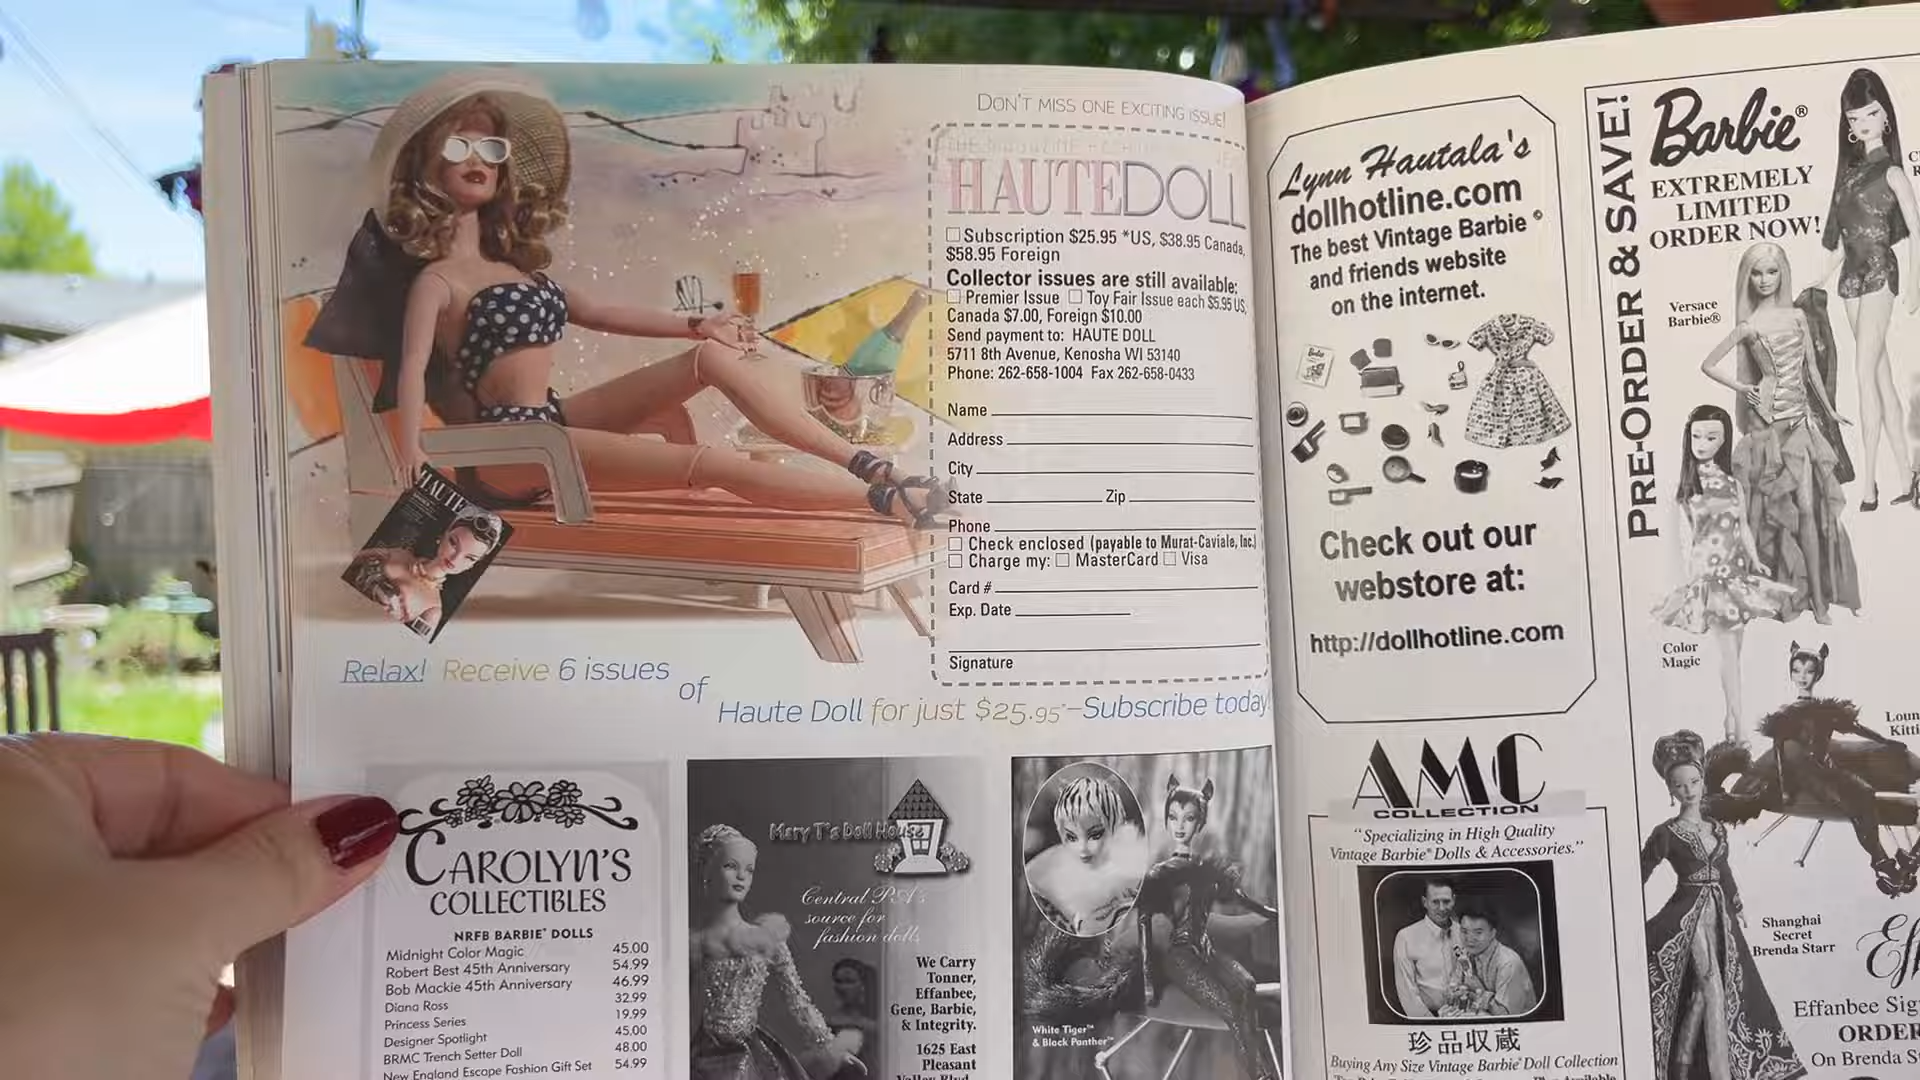 DON'T MISS ONE EXCITING ISSUE!
HAUTEDOLL
Subscription $25.95 *US, $38.95 Canada,
$58.95 Foreign
Collector issues are still available:
Premier Issue Toy Fair Issue each $5.95 US,
Canada $7.00, Foreign $10.00
Send payment to: HAUTE DOLL
5711 8th Avenue, Kenosha WI 53140
Phone: 262-658-1004 Fax 262-658-0433
Name
Address
City
State Zip
Phone
Check enclosed (payable to Murat-Caviale, Inc.)
Charge my: MasterCard Visa
Card #
Exp. Date
Signature
HAUTE
Relax! Receive 6 issues
of
Haute Doll for just $25.95*–Subscribe today!
CAROLYN'S
COLLECTIBLES
NRFB BARBIE® DOLLS
Midnight Color Magic 45.00
Robert Best 45th Anniversary 54.99
Bob Mackie 45th Anniversary 46.99
Diana Ross 32.99
Princess Series 19.99
Designer Spotlight 45.00
BRMC Trench Setter Doll 48.00
New England Escape Fashion Gift Set 54.99
Mary T's Doll House
Central PA's
source for
fashion dolls
We Carry
Tonner,
Effanbee,
Gene, Barbie,
& Integrity.
1625 East
Pleasant
Valley Blvd.
White Tiger™
& Black Panther™
Lynn Hautala's
dollhotline.com
The best Vintage Barbie®
and friends website
on the internet.
Barbie
Check out our
webstore at:
http://dollhotline.com
AMC
COLLECTION
"Specializing in High Quality
Vintage Barbie® Dolls & Accessories."
珍品収蔵
Buying Any Size Vintage Barbie® Doll Collection
PRE-ORDER & SAVE!
Barbie®
EXTREMELY
LIMITED
ORDER NOW!
Versace
Barbie®
Color
Magic
Loun
Kitti
Shanghai
Secret
Brenda Starr
Eff
Effanbee Sig
ORDER
On Brenda S